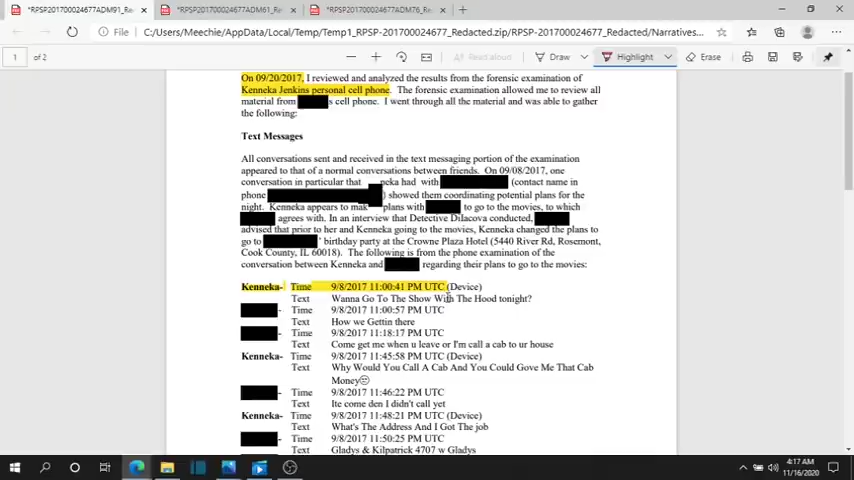 *RPSP201700024677ADM91_Redacte
*RPSP201700024677ADM61_Redacte
*RPSP201700024677ADM76_Redacte
File
C:/Users/Meechie/AppData/Local/Temp/Temp1_RPSP-201700024677_Redacted.zip/RPSP-201700024677_Redacted/Narratives...
1 of 2
Read aloud
Draw
Highlight
Erase
On 09/20/2017, I reviewed and analyzed the results from the forensic examination of
Kenneka Jenkins personal cell phone. The forensic examination allowed me to review all
material from s cell phone. I went through all the material and was able to gather
the following:
Text Messages
All conversations sent and received in the text messaging portion of the examination
appeared to that of a normal conversations between friends. On 09/08/2017, one
conversation in particular that neka had with (contact name in
phone ) showed them coordinating potential plans for the
night. Kenneka appears to mak plans with to go to the movies, to which
agrees with. In an interview that Detective DiIacova conducted,
advised that prior to her and Kenneka going to the movies, Kenneka changed the plans to
go to ' birthday party at the Crowne Plaza Hotel (5440 River Rd, Rosemont,
Cook County, IL 60018). The following is from the phone examination of the
conversation between Kenneka and regarding their plans to go to the movies:
Kenneka- Time 9/8/2017 11:00:41 PM UTC (Device)
Text Wanna Go To The Show With The Hood tonight?
- Time 9/8/2017 11:00:57 PM UTC
Text How we Gettin there
- Time 9/8/2017 11:18:17 PM UTC
Text Come get me when u leave or I'm call a cab to ur house
Kenneka- Time 9/8/2017 11:45:58 PM UTC (Device)
Text Why Would You Call A Cab And You Could Gove Me That Cab
Money😒
- Time 9/8/2017 11:46:22 PM UTC
Text Ite come den I didn't call yet
Kenneka- Time 9/8/2017 11:48:21 PM UTC (Device)
Text What's The Address And I Got The job
- Time 9/8/2017 11:50:25 PM UTC
Text Gladys & Kilpatrick 4707 w Gladys
4:17 AM
11/16/2020